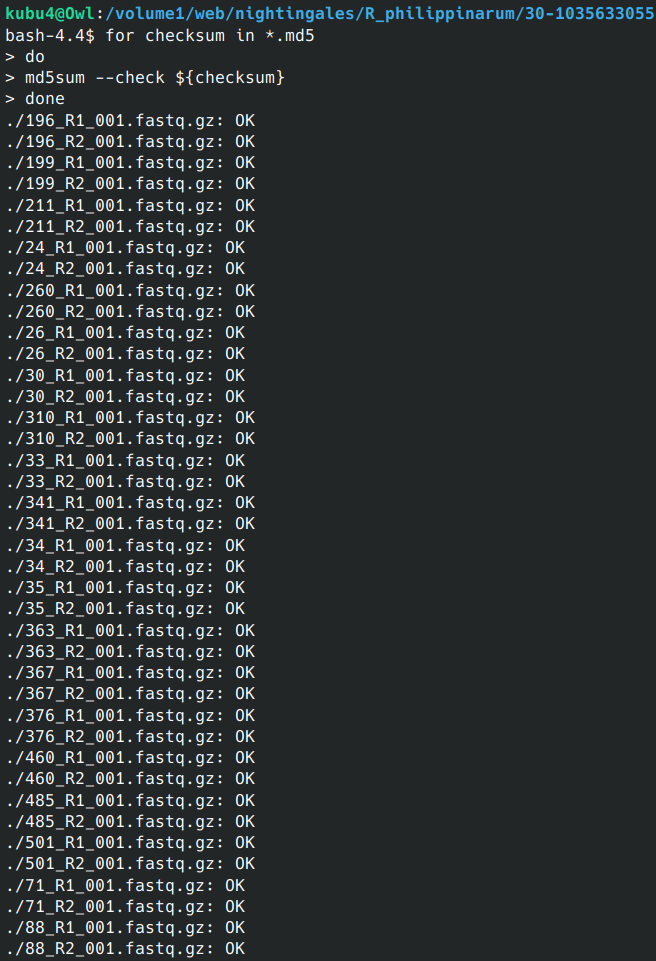 kubu4@Owl:/volume1/web/nightingales/R_philippinarum/30-1035633055
bash-4.4$ for checksum in *.md5
> do
> md5sum --check ${checksum}
> done
./196_R1_001.fastq.gz: OK
./196_R2_001.fastq.gz: OK
./199_R1_001.fastq.gz: OK
./199_R2_001.fastq.gz: OK
./211_R1_001.fastq.gz: OK
./211_R2_001.fastq.gz: OK
./24_R1_001.fastq.gz: OK
./24_R2_001.fastq.gz: OK
./260_R1_001.fastq.gz: OK
./260_R2_001.fastq.gz: OK
./26_R1_001.fastq.gz: OK
./26_R2_001.fastq.gz: OK
./30_R1_001.fastq.gz: OK
./30_R2_001.fastq.gz: OK
./310_R1_001.fastq.gz: OK
./310_R2_001.fastq.gz: OK
./33_R1_001.fastq.gz: OK
./33_R2_001.fastq.gz: OK
./341_R1_001.fastq.gz: OK
./341_R2_001.fastq.gz: OK
./34_R1_001.fastq.gz: OK
./34_R2_001.fastq.gz: OK
./35_R1_001.fastq.gz: OK
./35_R2_001.fastq.gz: OK
./363_R1_001.fastq.gz: OK
./363_R2_001.fastq.gz: OK
./367_R1_001.fastq.gz: OK
./367_R2_001.fastq.gz: OK
./376_R1_001.fastq.gz: OK
./376_R2_001.fastq.gz: OK
./460_R1_001.fastq.gz: OK
./460_R2_001.fastq.gz: OK
./485_R1_001.fastq.gz: OK
./485_R2_001.fastq.gz: OK
./501_R1_001.fastq.gz: OK
./501_R2_001.fastq.gz: OK
./71_R1_001.fastq.gz: OK
./71_R2_001.fastq.gz: OK
./88_R1_001.fastq.gz: OK
./88_R2_001.fastq.gz: OK